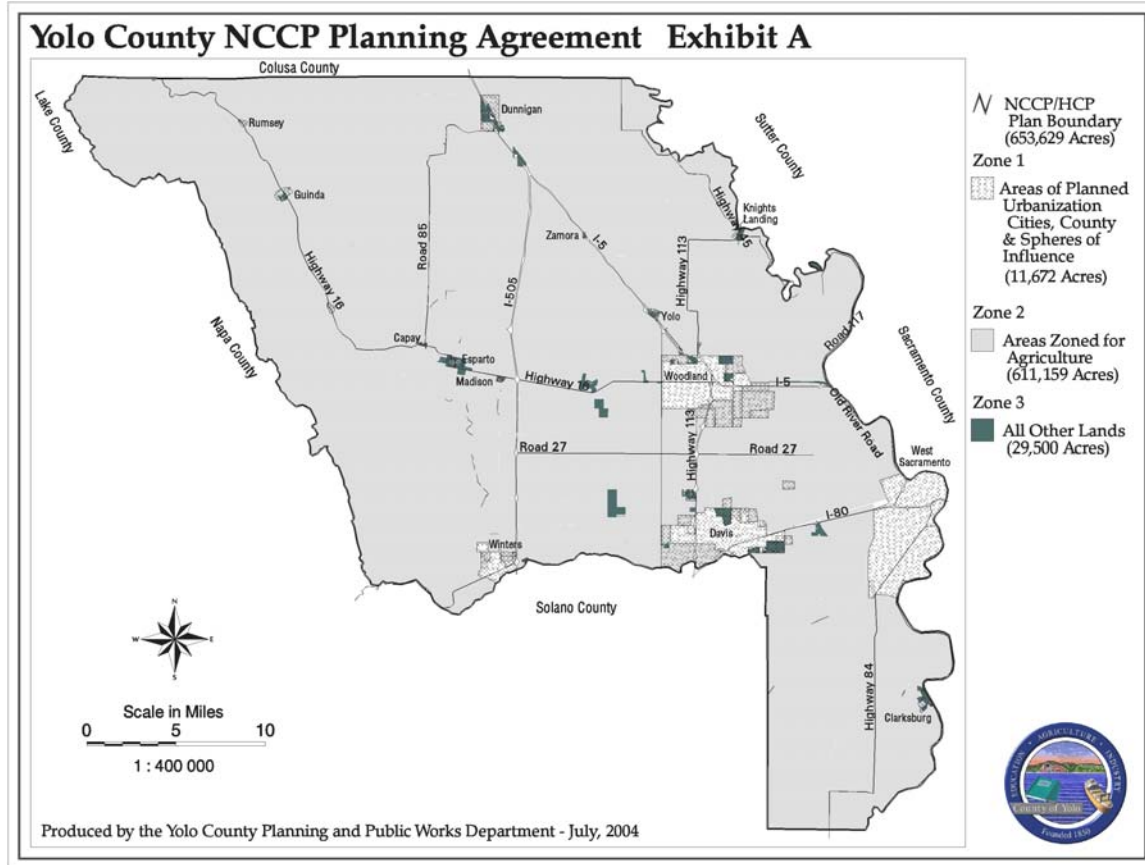 Yolo County NCCP Planning Agreement   Exhibit A
Colusa County
Lake County
Rumsey
Dunnigan
Sutter County
Guinda
Knights
Landing
Highway 45
Zamora
I-5
Road 85
Highway 113
Highway 16
I-505
Napa County
Yolo
Road 117
Capay
Esparto
Madison
Highway 16
Woodland
I-5
Sacramento County
Old River Road
Highway 113
Road 27
Road 27
West
Sacramento
I-80
Davis
Winters
Solano County
Highway 84
Clarksburg
N
W
E
S
Scale in Miles
0 5 10
1 : 400 000
Produced by the Yolo County Planning and Public Works Department - July, 2004
NCCP/HCP
Plan Boundary
(653,629 Acres)
Zone 1
Areas of Planned
Urbanization
Cities, County
& Spheres of
Influence
(11,672 Acres)
Zone 2
Areas Zoned for
Agriculture
(611,159 Acres)
Zone 3
All Other Lands
(29,500 Acres)
EDUCATION • AGRICULTURE • INDUSTRY
County of Yolo
Founded 1850